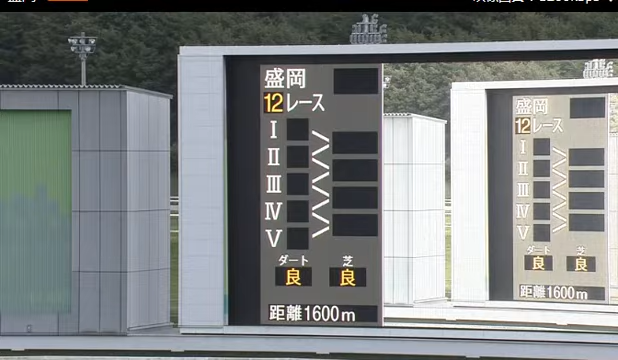 盛岡
12レース
I
II
III
IV
V
ダート 芝
良 良
距離1600m
盛岡
12レース
I
II
III
IV
V
ダート 芝
良 良
距離1600m